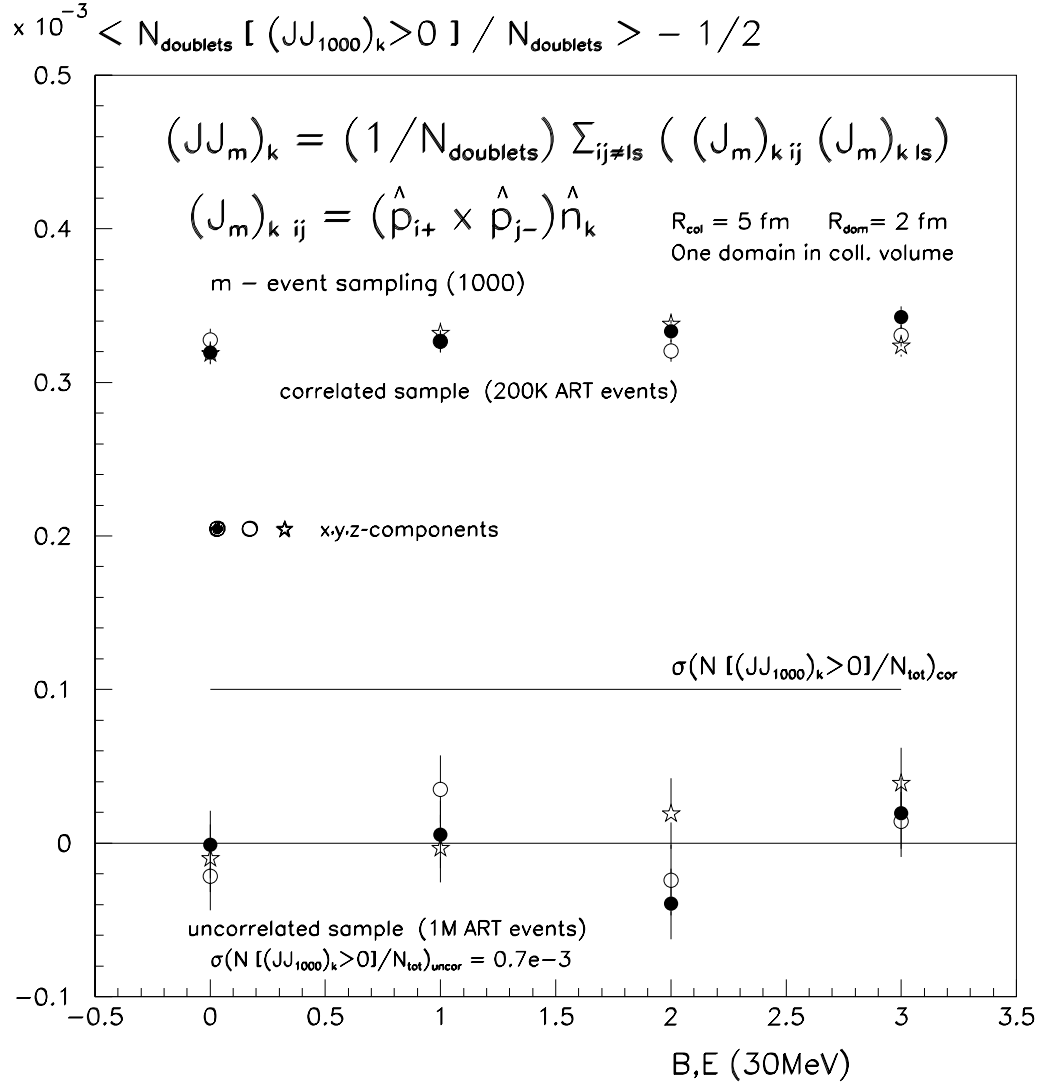 x 10⁻³ < N_doublets [ (JJ_1000)_k>0 ] / N_doublets > − 1/2
0.5
(JJ_m)_k = (1/N_doublets) Σ_ij≠ls ( (J_m)_k ij (J_m)_k ls)
(J_m)_k ij = (p̂_i+ x p̂_j−)n̂_k
R_col = 5 fm R_dom = 2 fm
0.4
One domain in coll. volume
m − event sampling (1000)
0.3
correlated sample (200K ART events)
0.2
x,y,z-components
σ(N [(JJ_1000)_k>0]/N_tot)_cor
0.1
0
uncorrelated sample (1M ART events)
σ(N [(JJ_1000)_k>0]/N_tot)_uncor = 0.7e−3
−0.1
−0.5 0 0.5 1 1.5 2 2.5 3 3.5
B,E (30MeV)